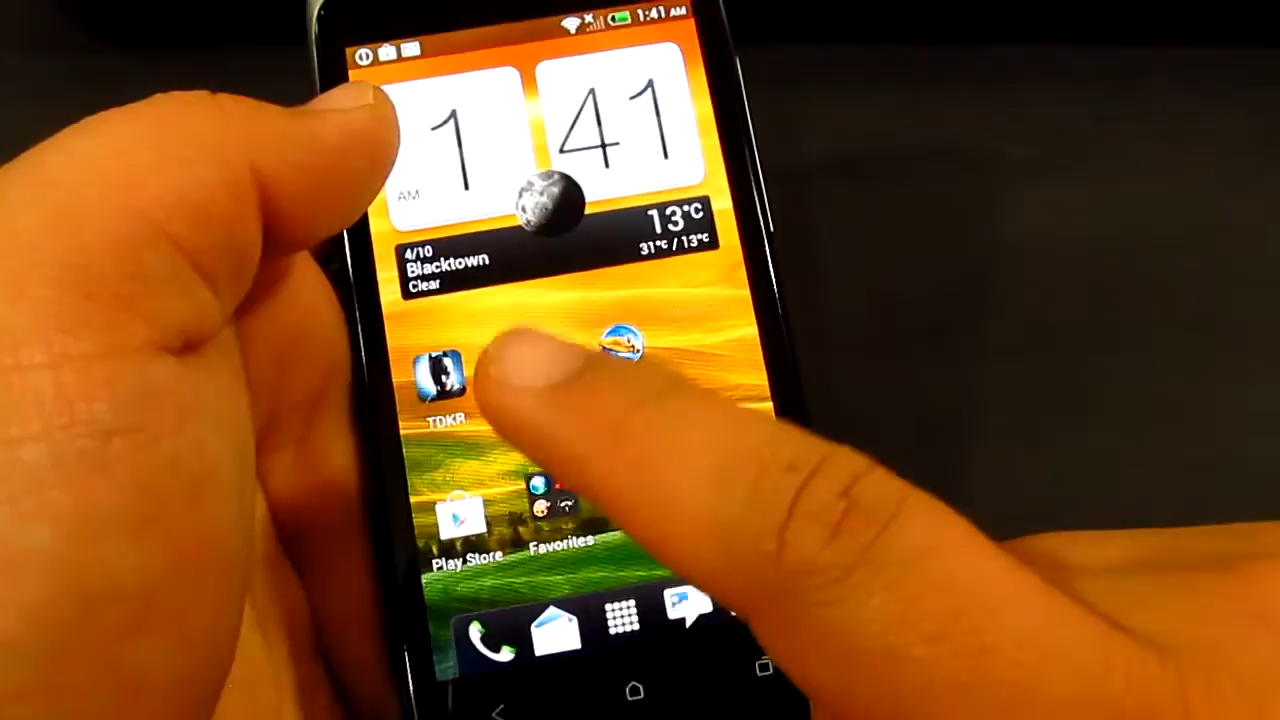 1:41 AM
1 41
AM
4/10
Blacktown
Clear
13°C
31°C / 13°C
TDKR
Play Store
Favorites